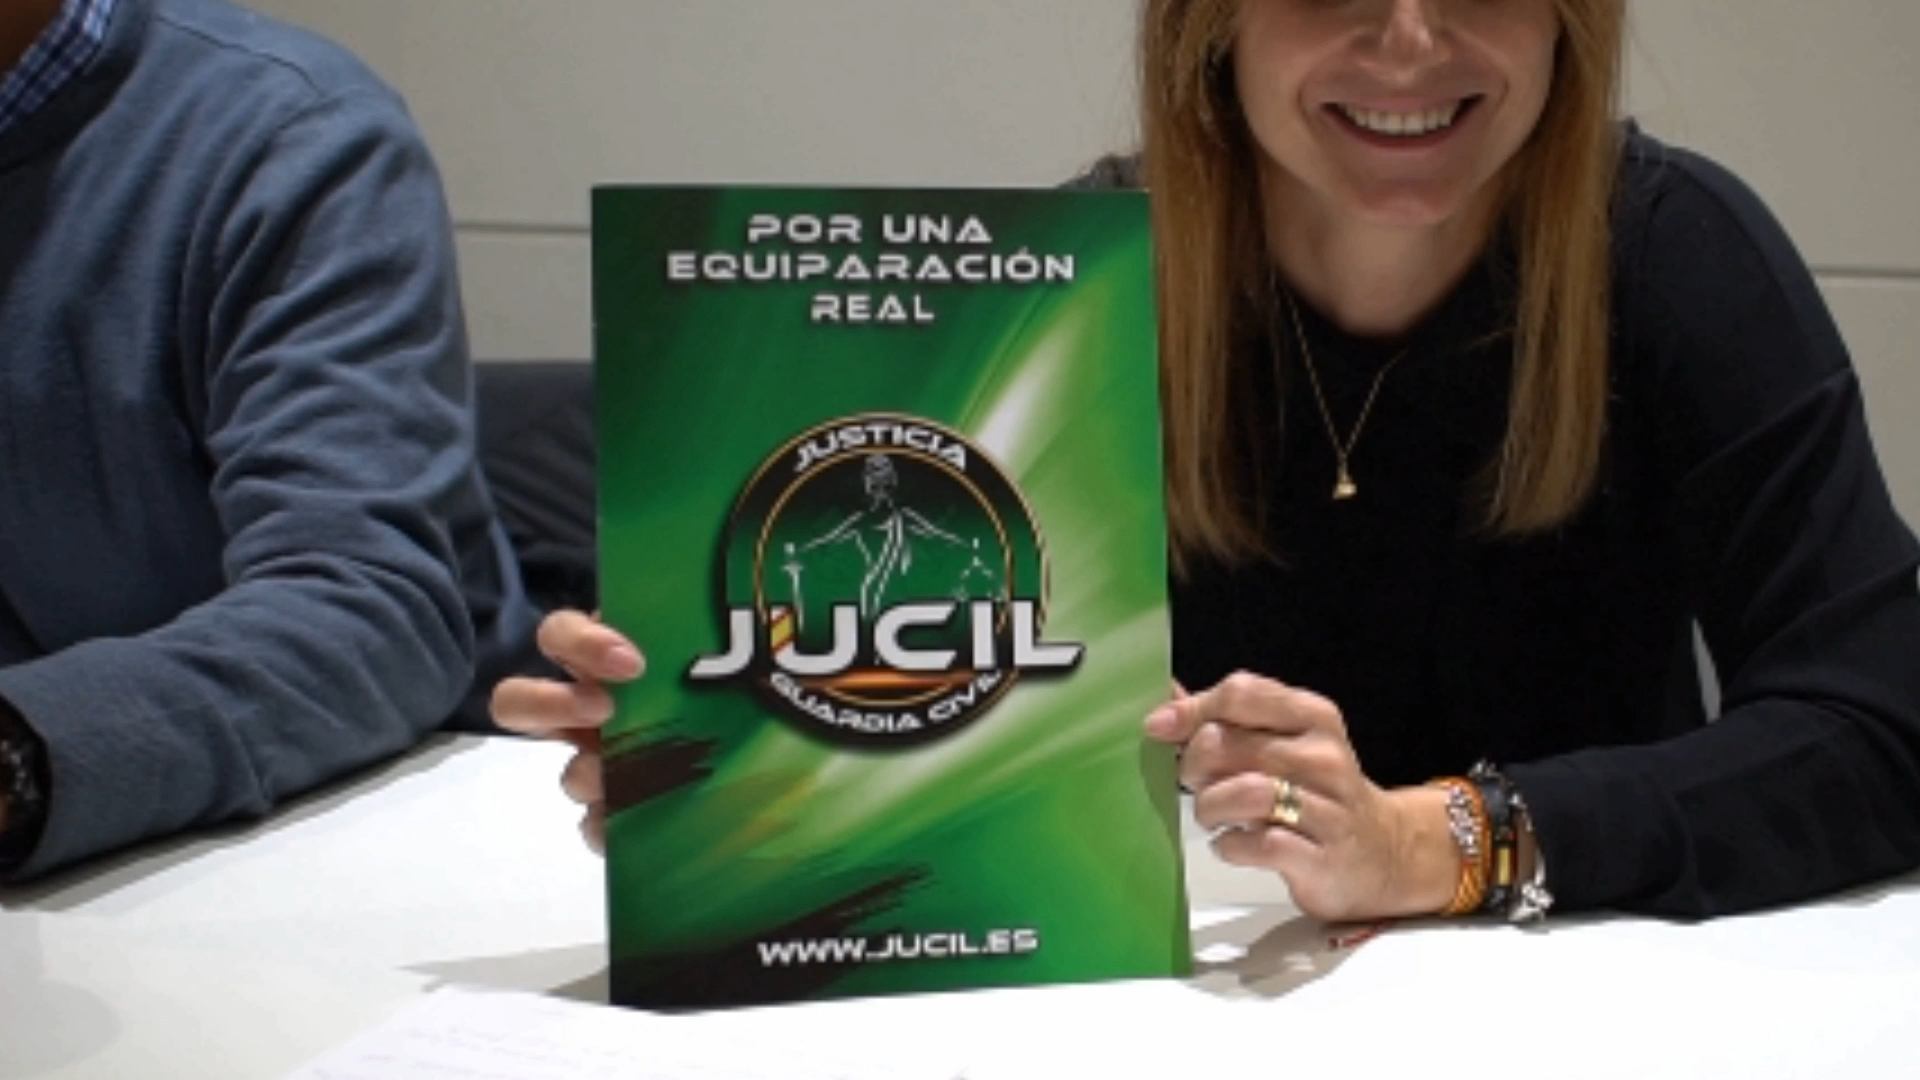 POR UNA
EQUIPARACIÓN
REAL
JUSTICIA
JUCIL
GUARDIA CIVIL
WWW.JUCIL.ES